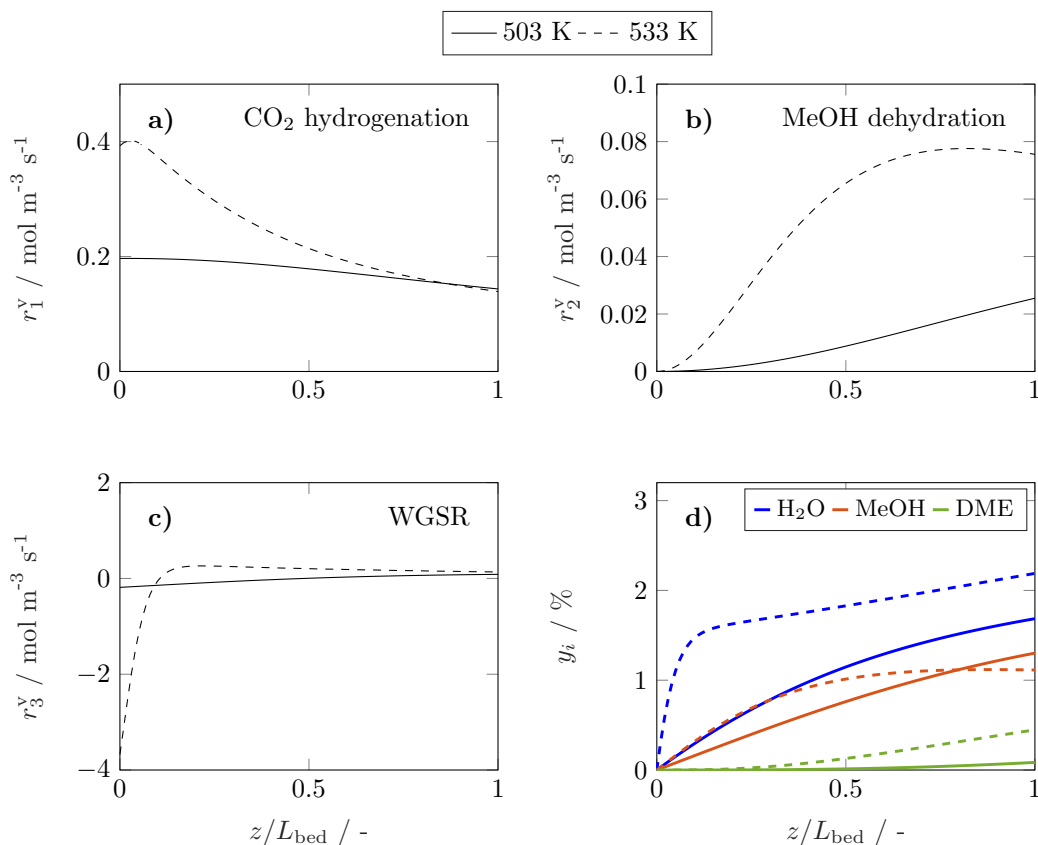 503 K 533 K
a) CO₂ hydrogenation
0.4
0.2
0
0 0.5 1
r₁ᵛ / mol m⁻³ s⁻¹
b) MeOH dehydration
0.1
0.08
0.06
0.04
0.02
0
0 0.5 1
r₂ᵛ / mol m⁻³ s⁻¹
c) WGSR
2
0
−2
−4
0 0.5 1
r₃ᵛ / mol m⁻³ s⁻¹
z/L_bed / -
d) H₂O MeOH DME
3
2
1
0
0 0.5 1
yᵢ / %
z/L_bed / -